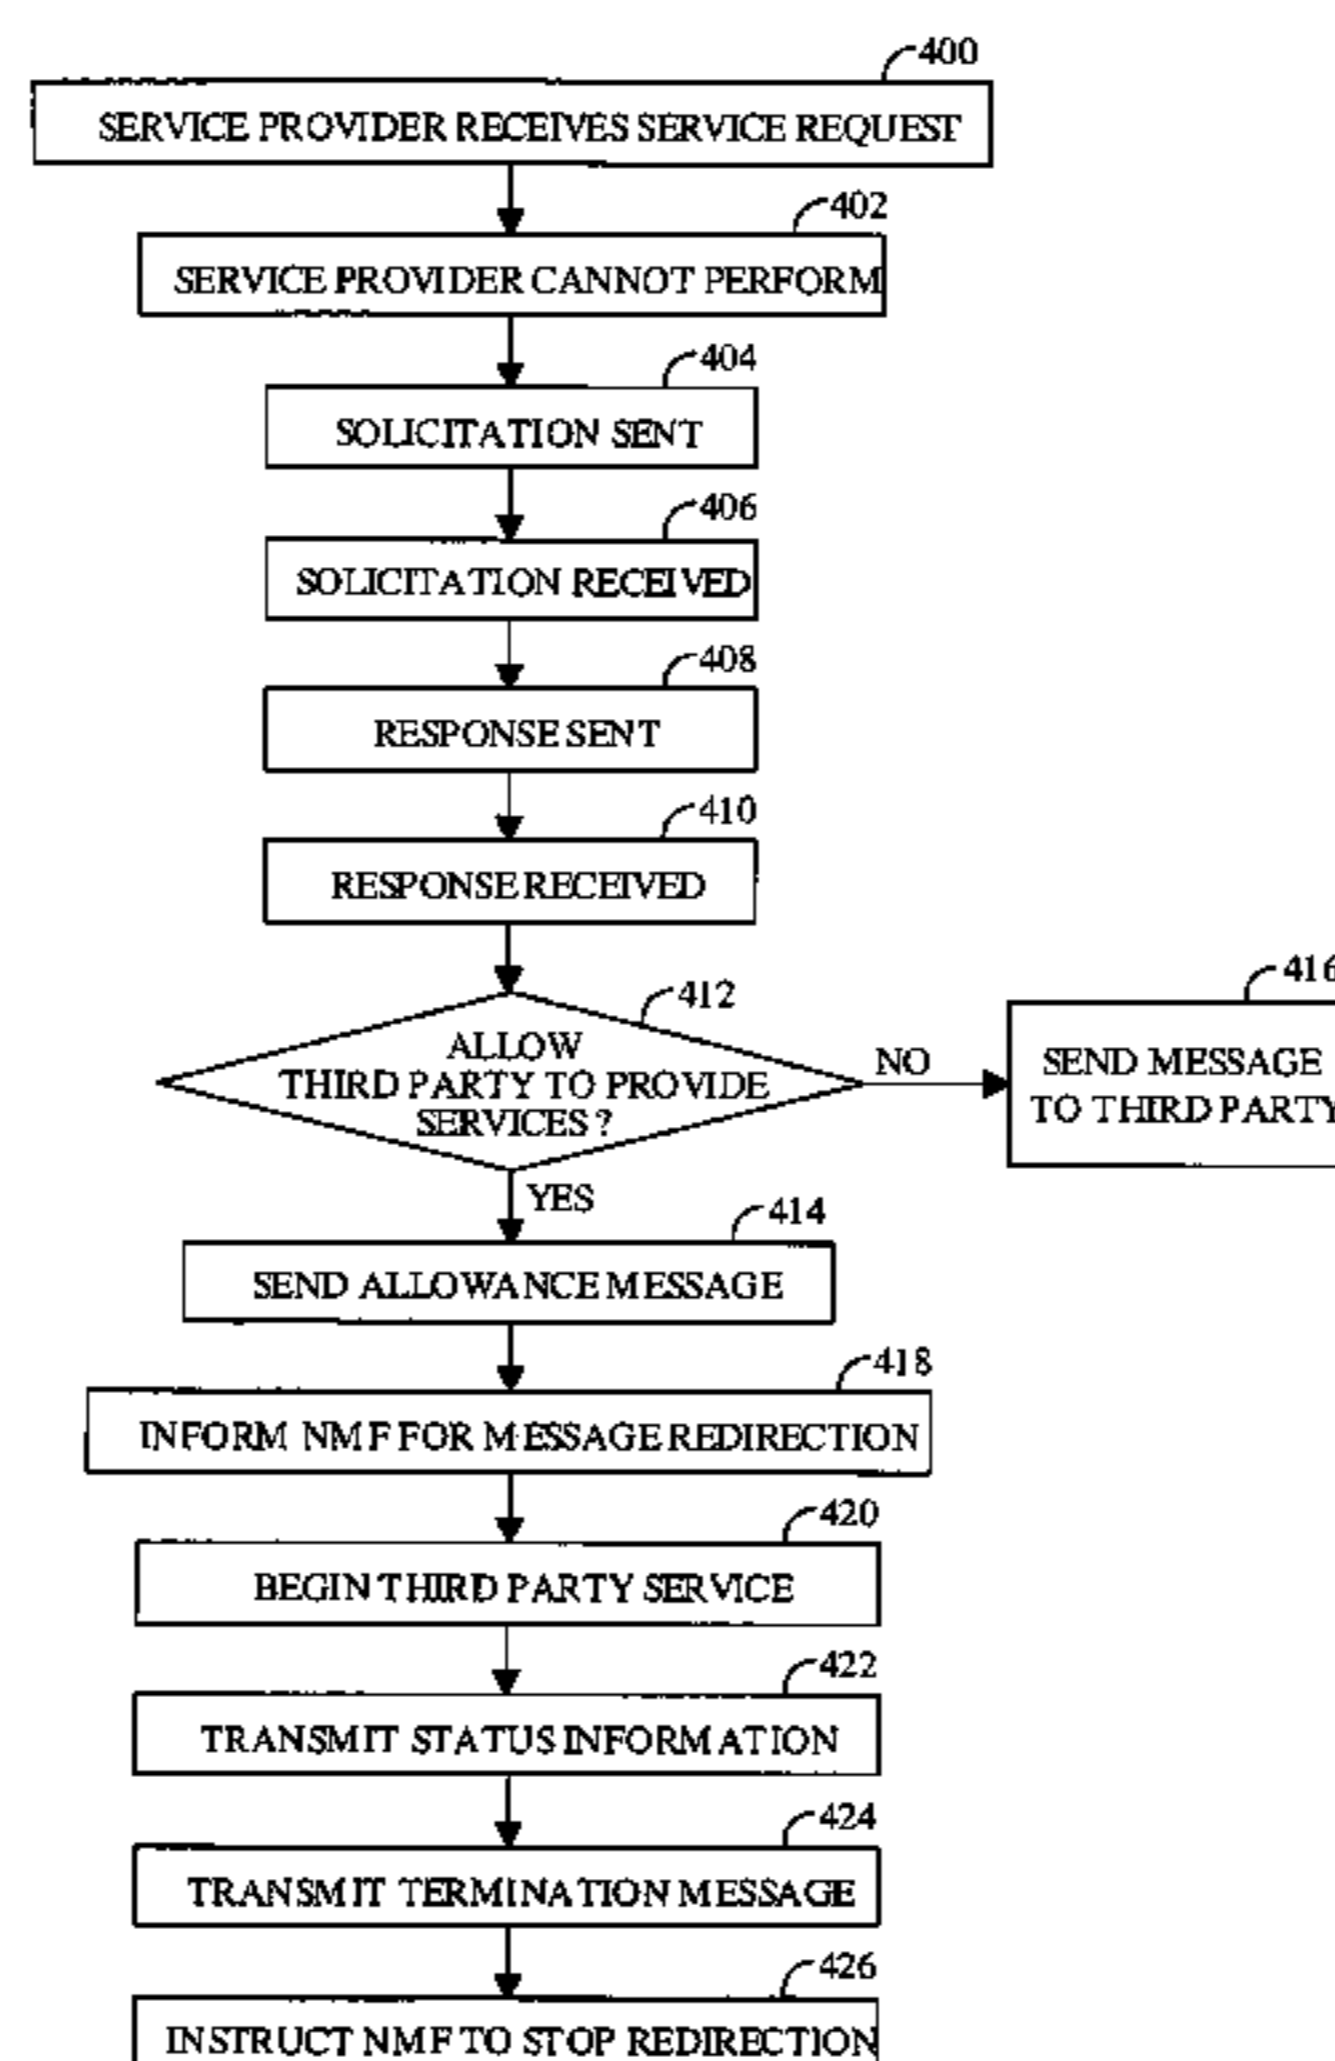 400
SERVICE PROVIDER RECEIVES SERVICE REQUEST
402
SERVICE PROVIDER CANNOT PERFORM
404
SOLICITATION SENT
406
SOLICITATION RECEIVED
408
RESPONSE SENT
410
RESPONSE RECEIVED
412
ALLOW
THIRD PARTY TO PROVIDE
SERVICES ?
NO
416
SEND MESSAGE
TO THIRD PARTY
YES
414
SEND ALLOWANCE MESSAGE
418
INFORM NMF FOR MESSAGE REDIRECTION
420
BEGIN THIRD PARTY SERVICE
422
TRANSMIT STATUS INFORMATION
424
TRANSMIT TERMINATION MESSAGE
426
INSTRUCT NMF TO STOP REDIRECTION